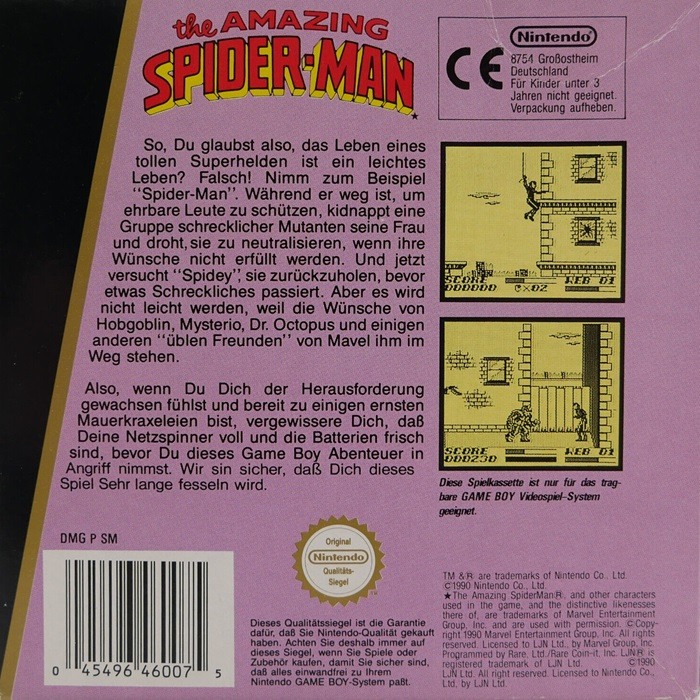 the AMAZING
SPIDER-MAN
Nintendo
CE
8754 Großostheim
Deutschland
Für Kinder unter 3
Jahren nicht geeignet.
Verpackung aufheben.
So, Du glaubst also, das Leben eines
tollen Superhelden ist ein leichtes
Leben? Falsch! Nimm zum Beispiel
''Spider-Man''. Während er weg ist, um
ehrbare Leute zu schützen, kidnappt eine
Gruppe schrecklicher Mutanten seine Frau
und droht, sie zu neutralisieren, wenn ihre
Wünsche nicht erfüllt werden. Und jetzt
versucht ''Spidey'', sie zurückzuholen, bevor
etwas Schreckliches passiert. Aber es wird
nicht leicht werden, weil die Wünsche von
Hobgoblin, Mysterio, Dr. Octopus und einigen
anderen ''üblen Freunden'' von Mavel ihm im
Weg stehen.
Also, wenn Du Dich der Herausforderung
gewachsen fühlst und bereit zu einigen ernsten
Mauerkraxeleien bist, vergewissere Dich, daß
Deine Netzspinner voll und die Batterien frisch
sind, bevor Du dieses Game Boy Abenteuer in
Angriff nimmst. Wir sin sicher, daß Dich dieses
Spiel Sehr lange fesseln wird.
SCORE WEB 01
000000 x02
SCORE WEB 01
000230
Diese Spielkassette ist nur für das trag-
bare GAME BOY Videospiel-System
geeignet.
DMG P SM
0 45496 46007 5
Original
Nintendo
Qualitäts-
Siegel
TM
Dieses Qualitätssiegel ist die Garantie
dafür, daß Sie Nintendo-Qualität gekauft
haben. Achten Sie deshalb immer auf
dieses Siegel, wenn Sie Spiele oder
Zubehör kaufen, damit Sie sicher sind,
daß alles einwandfrei zu Ihrem
Nintendo GAME BOY-System paßt.
TM & ® are trademarks of Nintendo Co., Ltd.
©1990 Nintendo Co., Ltd.
★The Amazing SpiderMan®, and other characters
used in the game, and the distinctive likenesses
there of, are trademarks of Marvel Entertainment
Group, Inc. and are used with permission. ©Copy-
right 1990 Marvel Entertainment Group, Inc. All rights
reserved. Licensed to LJN Ltd., by Marvel Group, Inc.
Programmed by Rare, Ltd./Rare Coin-it, Inc. LJN® is
registered trademark of LJN Ltd. ©1990
LJN Ltd. All rights reserved. Licensed to Nintendo Co.,
Ltd. by LJN Ltd.